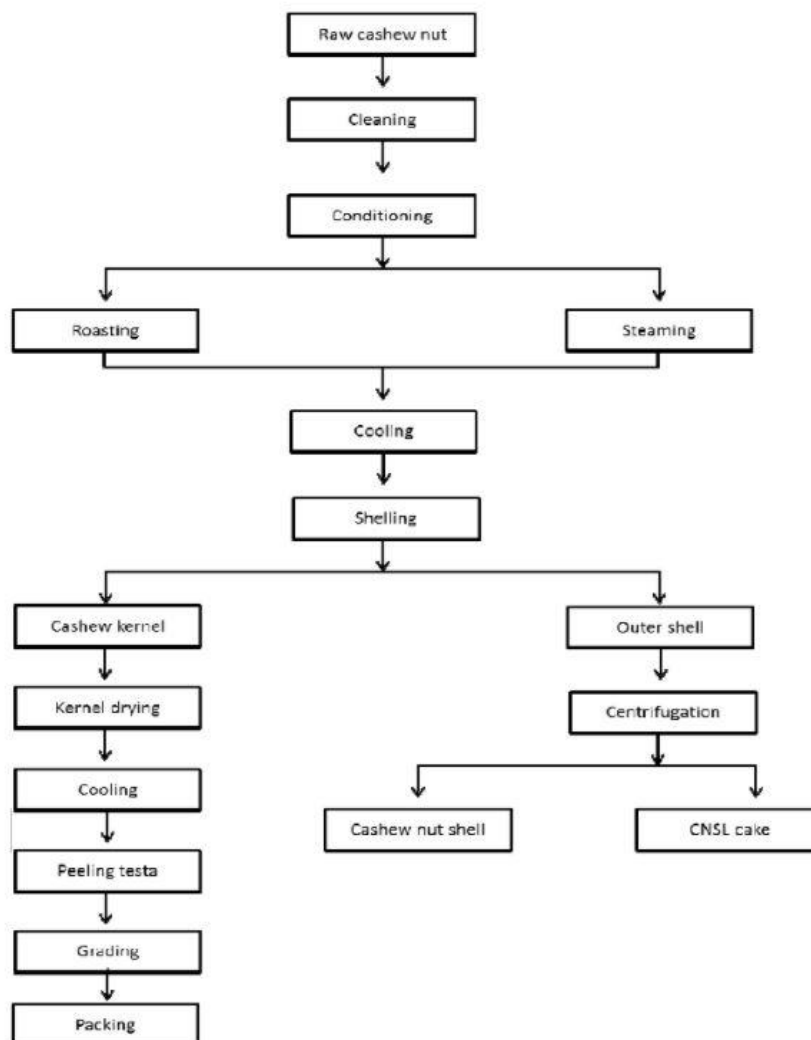 Raw cashew nut
Cleaning
Conditioning
Roasting
Steaming
Cooling
Shelling
Cashew kernel
Outer shell
Kernel drying
Centrifugation
Cooling
Cashew nut shell
CNSL cake
Peeling testa
Grading
Packing